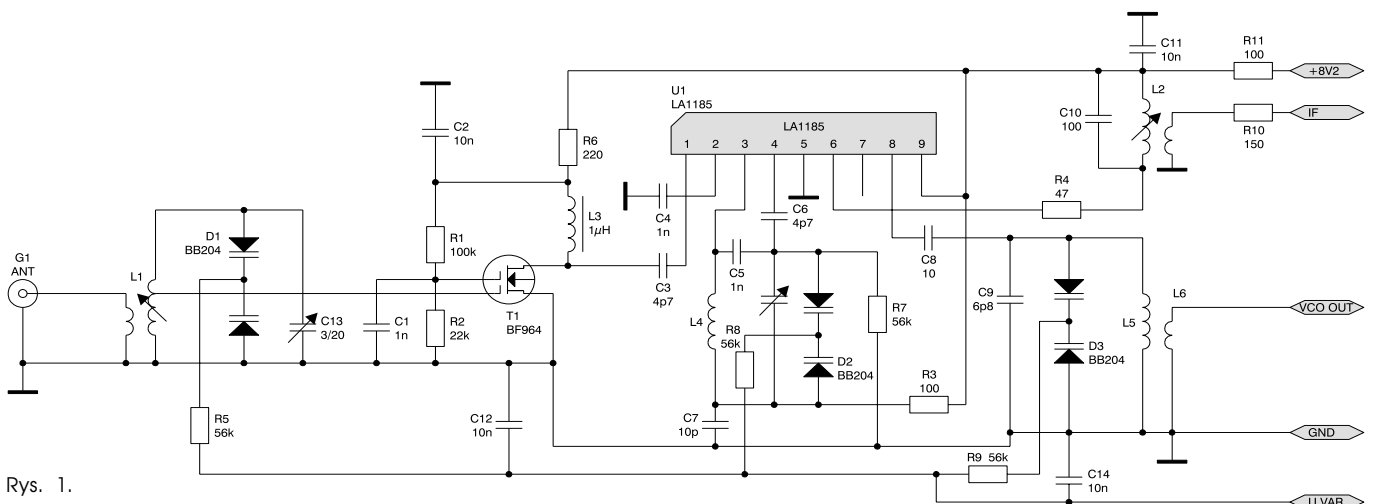 C11
10n
R11
100
+8V2
U1
LA1185
L2
LA1185
C10
100
IF
R10
150
C2
10n
R6
220
1 2 3 4 5 6 7 8 9
R4
47
L3
1µH
C4
1n
C6
4p7
D1
BB204
R1
100k
G1
ANT
L1
C3
4p7
C5
1n
C8
10
C9
6p8
R7
56k
L6
VCO OUT
C13
3/20
C1
1n
R2
22k
T1
BF964
L4
R8
56k
L5
D3
BB204
D2
BB204
R3
100
R5
56k
C12
10n
C7
10p
GND
R9 56k
C14
10n
Rys. 1.
U VAR